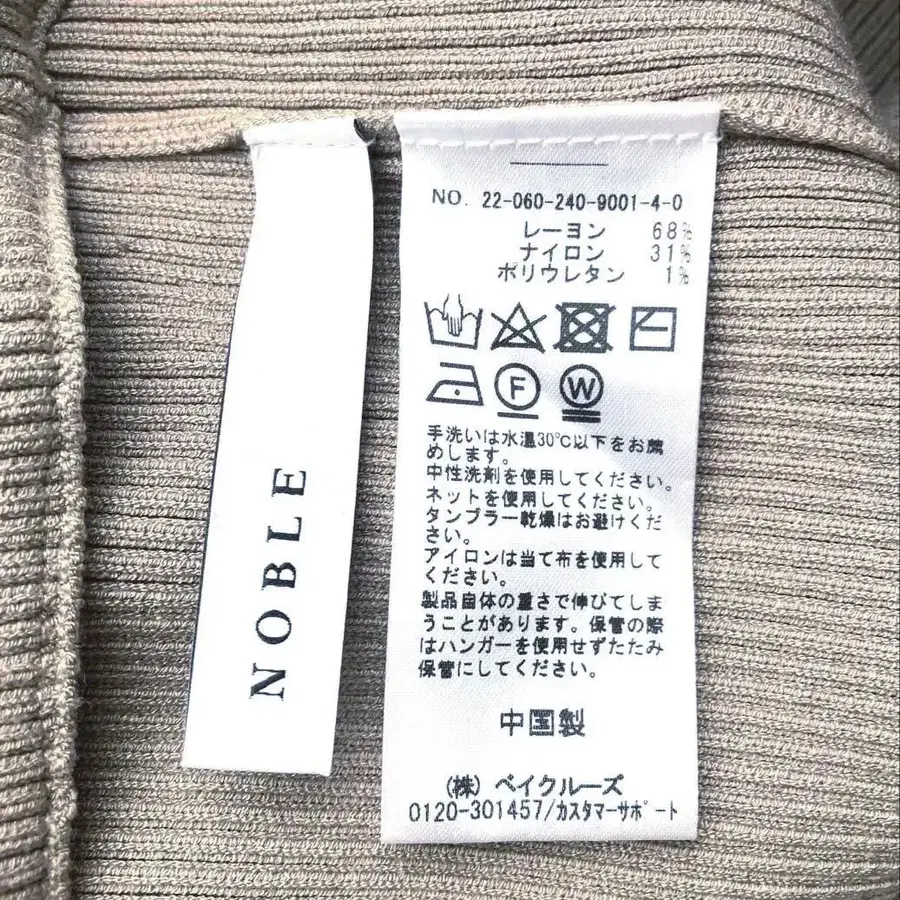 NOBLE
NO. 22-060-240-9001-4-0
レーヨン 68%
ナイロン 31%
ポリウレタン 1%
F
W
手洗いは水温30℃以下をお薦
めします。
中性洗剤を使用してください。
ネットを使用してください。
タンブラー乾燥はお避けくだ
さい。
アイロンは当て布を使用して
ください。
製品自体の重さで伸びてしま
うことがあります。保管の際
はハンガーを使用せずたたみ
保管にしてください。
中国製
(株) ベイクルーズ
0120-301457/カスタマーサポート